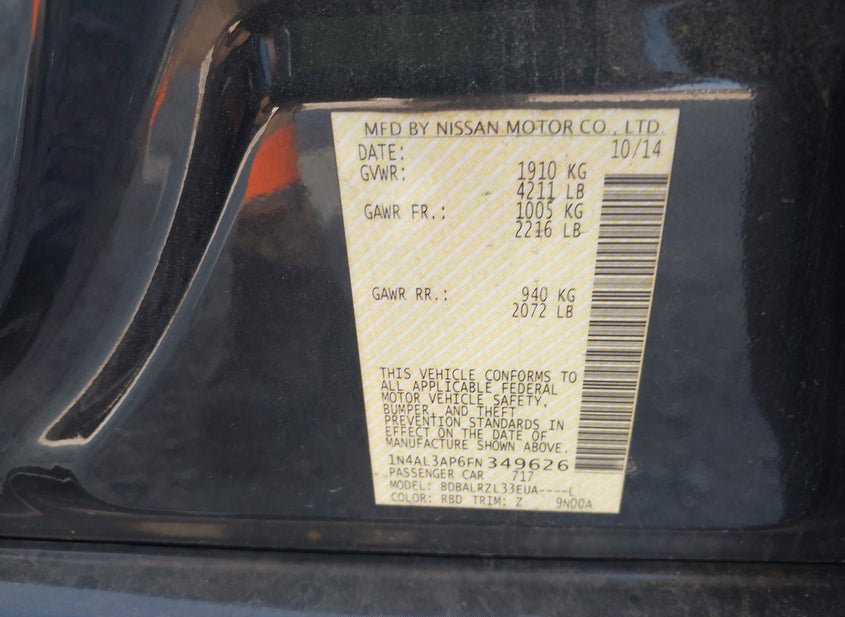 MFD BY NISSAN MOTOR CO., LTD.
DATE: 10/14
GVWR: 1910 KG
4211 LB
GAWR FR.: 1005 KG
2216 LB
GAWR RR.: 940 KG
2072 LB
THIS VEHICLE CONFORMS TO
ALL APPLICABLE FEDERAL
MOTOR VEHICLE SAFETY,
BUMPER, AND THEFT
PREVENTION STANDARDS IN
EFFECT ON THE DATE OF
MANUFACTURE SHOWN ABOVE.
1N4AL3AP6FN349626
PASSENGER CAR 717
MODEL: BDBALRZL33EUA----L
COLOR: RBD TRIM: Z 9N00A